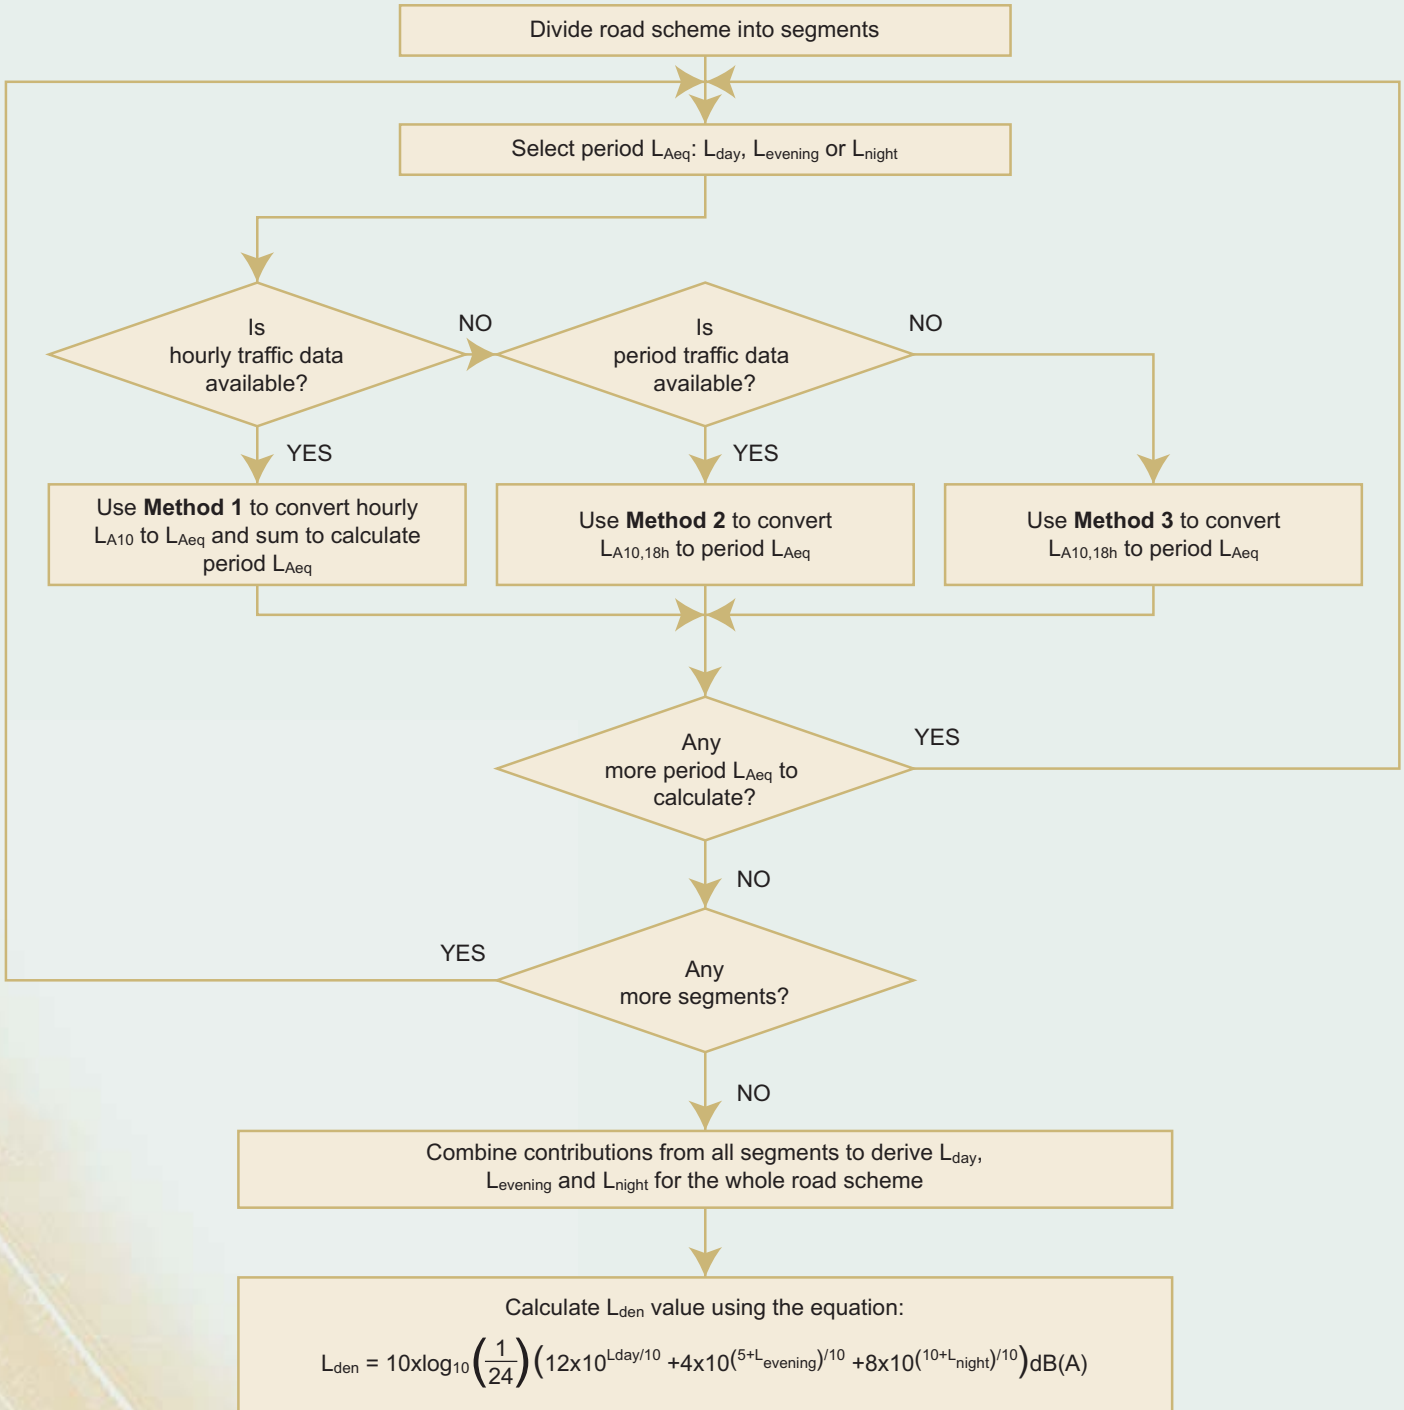 Divide road scheme into segments
Select period LAeq: Lday, Levening or Lnight
Is
hourly traffic data
available?
NO
Is
period traffic data
available?
NO
YES
YES
Use Method 1 to convert hourly
LA10 to LAeq and sum to calculate
period LAeq
Use Method 2 to convert
LA10,18h to period LAeq
Use Method 3 to convert
LA10,18h to period LAeq
Any
more period LAeq to
calculate?
YES
NO
YES
Any
more segments?
NO
Combine contributions from all segments to derive Lday,
Levening and Lnight for the whole road scheme
Calculate Lden value using the equation:
Lden = 10xlog10(1/24)(12x10^Lday/10 +4x10^(5+Levening)/10 +8x10^(10+Lnight)/10)dB(A)